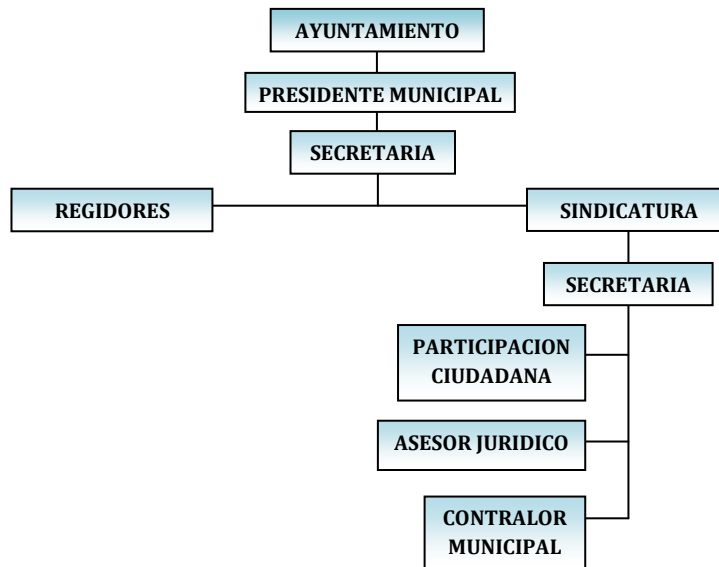 AYUNTAMIENTO
PRESIDENTE MUNICIPAL
SECRETARIA
REGIDORES
SINDICATURA
SECRETARIA
PARTICIPACION
CIUDADANA
ASESOR JURIDICO
CONTRALOR
MUNICIPAL